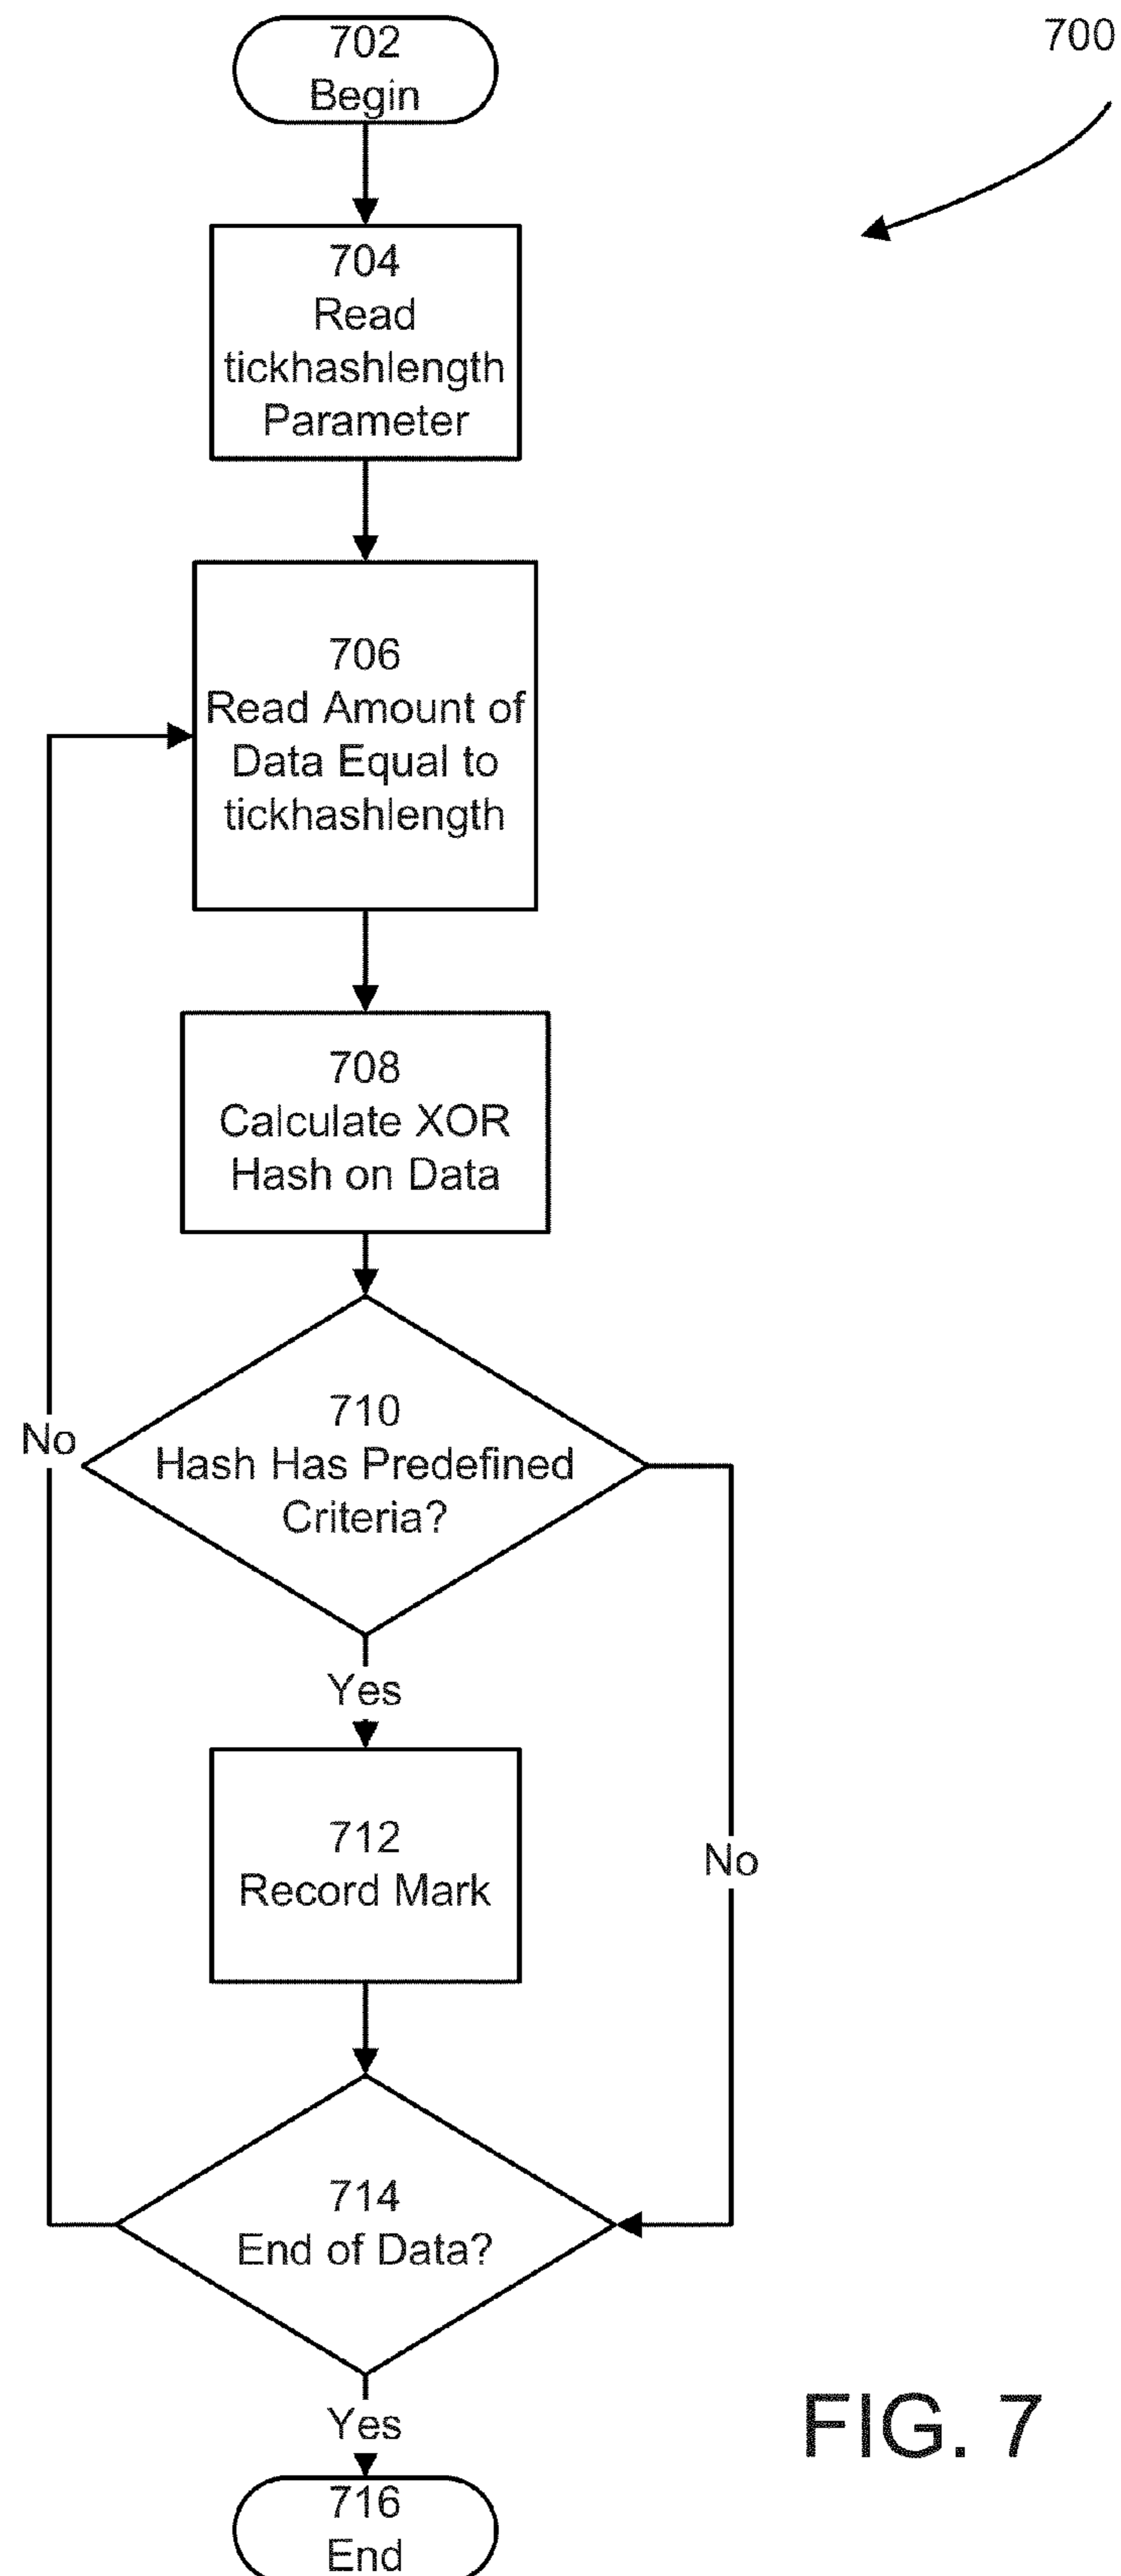 702
Begin
700
704
Read
tickhashlength
Parameter
706
Read Amount of
Data Equal to
tickhashlength
708
Calculate XOR
Hash on Data
710
Hash Has Predefined
Criteria?
No
Yes
712
Record Mark
No
714
End of Data?
Yes
FIG. 7
716
End